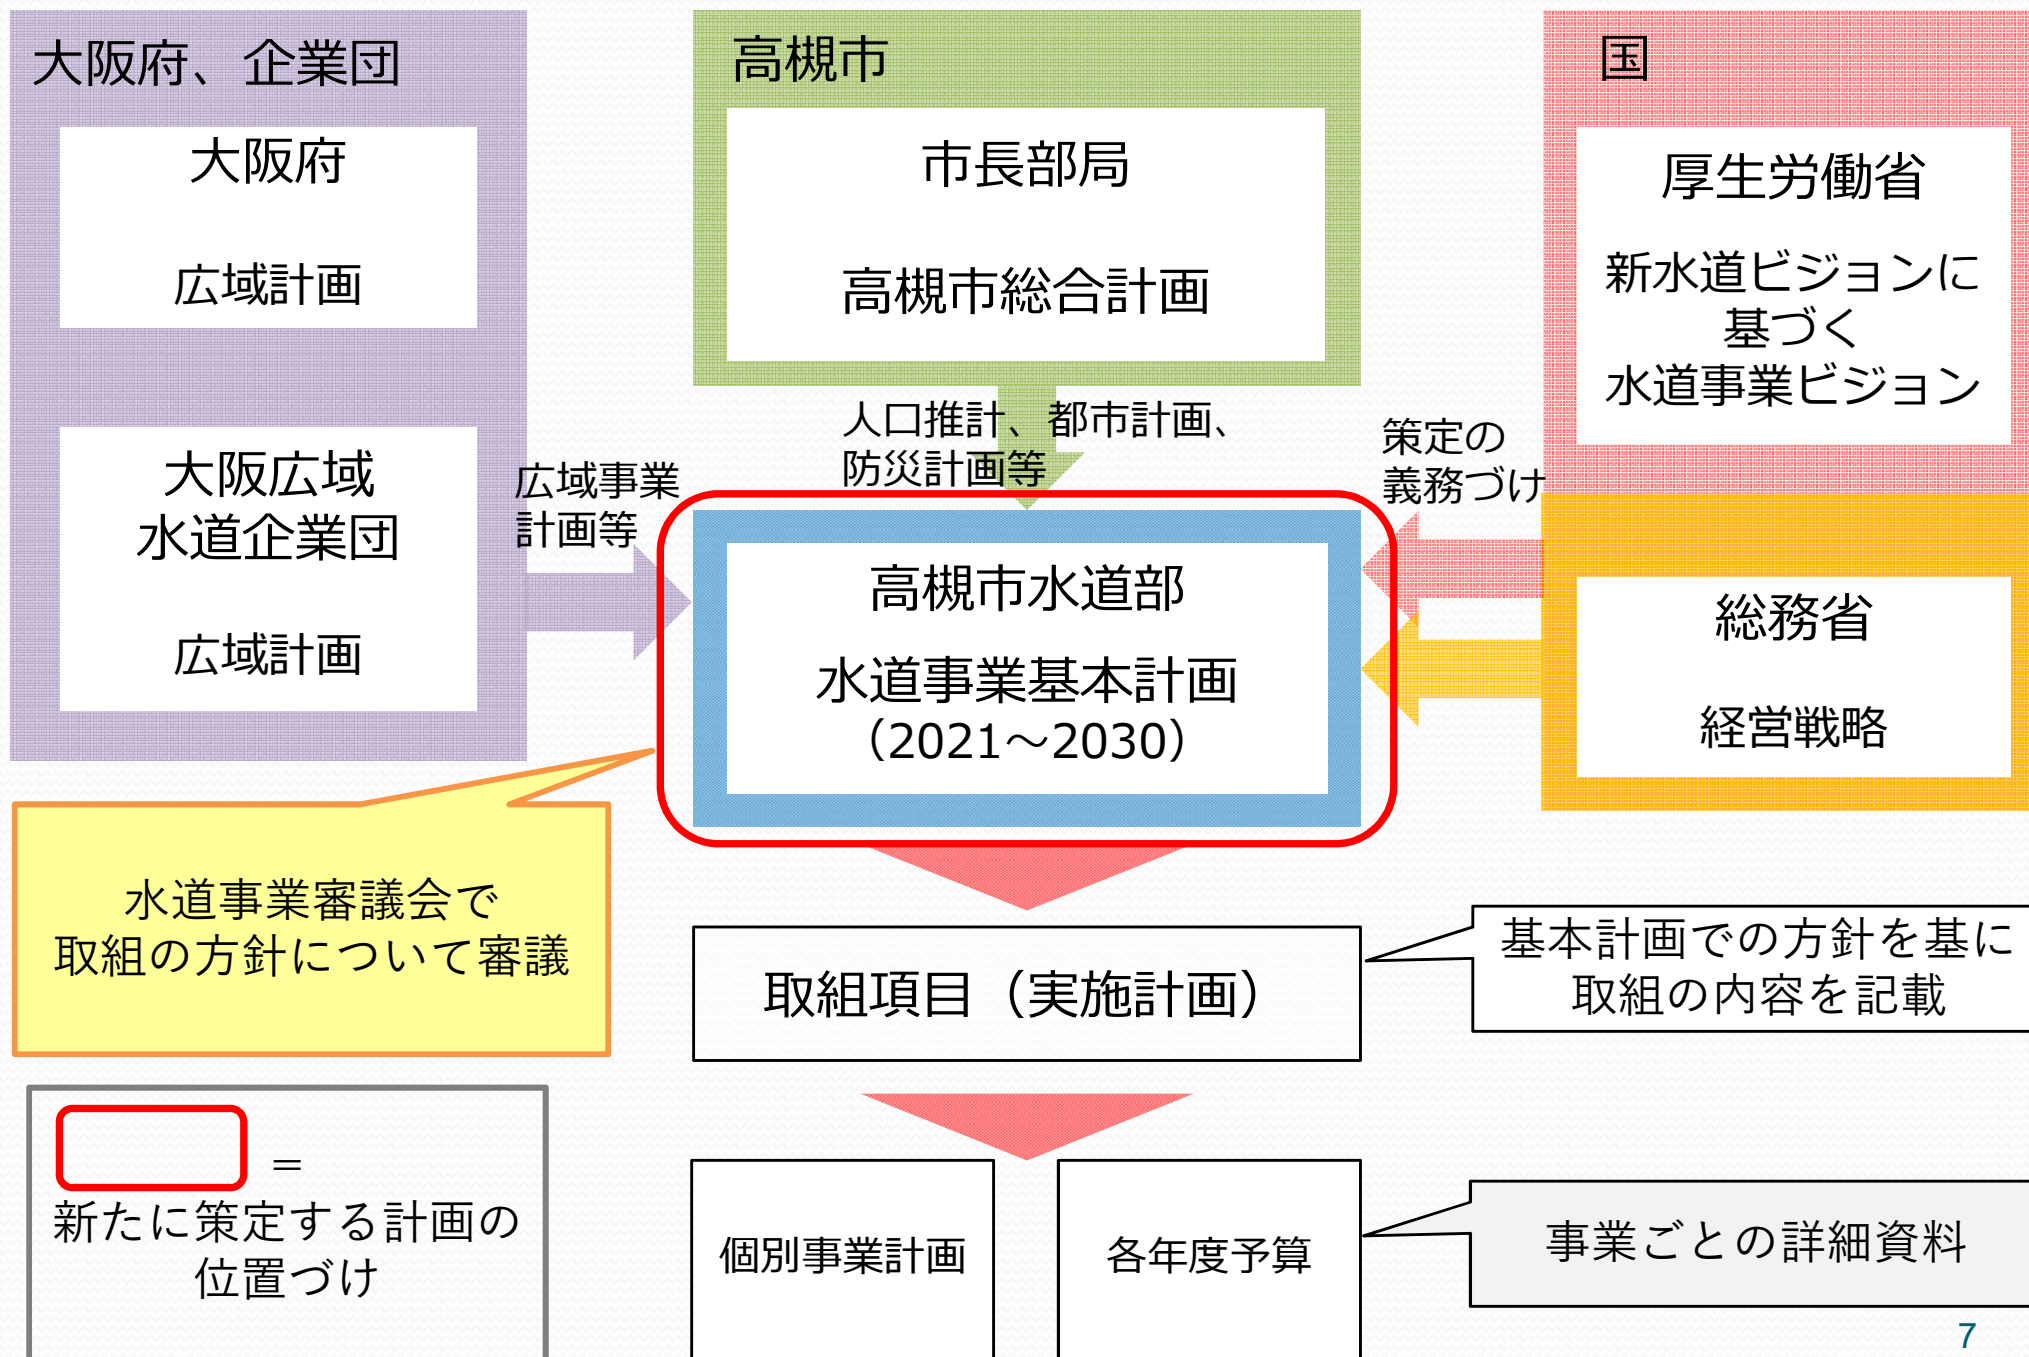 大阪府、企業団
大阪府
広域計画
大阪広域
水道企業団
広域計画
広域事業
計画等
高槻市
市長部局
高槻市総合計画
人口推計、都市計画、
防災計画等
国
厚生労働省
新水道ビジョンに
基づく
水道事業ビジョン
策定の
義務づけ
総務省
経営戦略
高槻市水道部
水道事業基本計画
（2021～2030）
水道事業審議会で
取組の方針について審議
取組項目（実施計画）
基本計画での方針を基に
取組の内容を記載
＝
新たに策定する計画の
位置づけ
個別事業計画
各年度予算
事業ごとの詳細資料
7